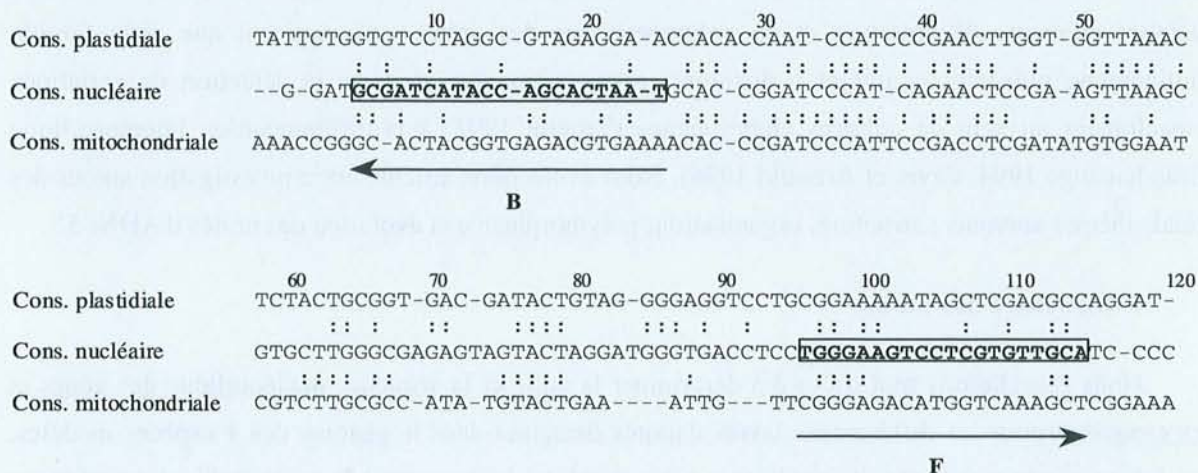 10 20 30 40 50
Cons. plastidiale TATTCTGGTGTCCTAGGC-GTAGAGGA-ACCACACCAAT-CCATCCCGAACTTGGT-GGTTAAAC
Cons. nucléaire --G-GATGCGATCATACC-AGCACTAA-TGCAC-CGGATCCCAT-CAGAACTCCGA-AGTTAAGC
Cons. mitochondriale AAACCGGGC-ACTACGGTGAGACGTGAAAACAC-CCGATCCCATTCCGACCTCGATATGTGGAAT
B
60 70 80 90 100 110 120
Cons. plastidiale TCTACTGCGGT-GAC-GATACTGTAG-GGGAGGTCCTGCGGAAAAATAGCTCGACGCCAGGAT-
Cons. nucléaire GTGCTTGGGCGAGAGTAGTACTAGGATGGGTGACCTCCTGGGAAGTCCTCGTGTTGCATC-CCC
Cons. mitochondriale CGTCTTGCGCC-ATA-TGTACTGAA----ATTG---TTCGGGAGACATGGTCAAAGCTCGGAAA
F